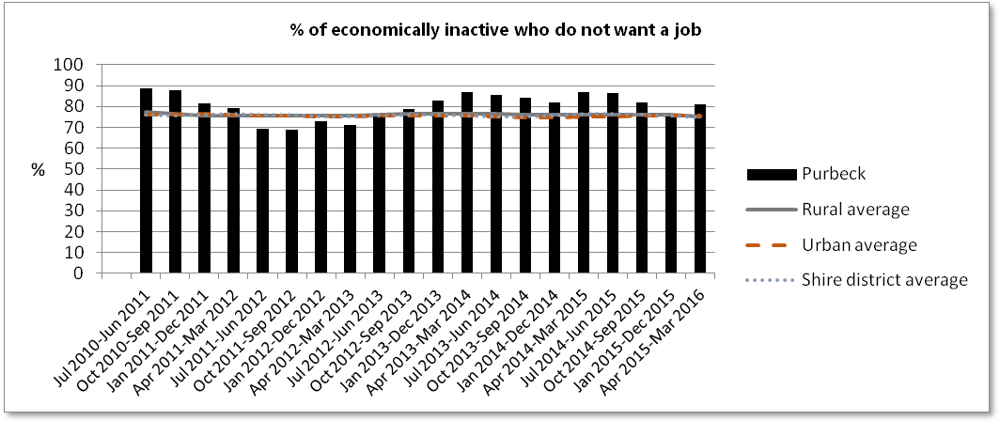 % of economically inactive who do not want a job
100
90
80
70
60
50
40
30
20
10
0
%
Jul 2010-Jun 2011
Oct 2010-Sep 2011
Jan 2011-Dec 2011
Apr 2011-Mar 2012
Jul 2011-Jun 2012
Oct 2011-Sep 2012
Jan 2012-Dec 2012
Apr 2012-Mar 2013
Jul 2012-Jun 2013
Oct 2012-Sep 2013
Jan 2013-Dec 2013
Apr 2013-Mar 2014
Jul 2013-Jun 2014
Oct 2013-Sep 2014
Jan 2014-Dec 2014
Apr 2014-Mar 2015
Jul 2014-Jun 2015
Oct 2014-Sep 2015
Jan 2015-Dec 2015
Apr 2015-Mar 2016
Purbeck
Rural average
Urban average
Shire district average